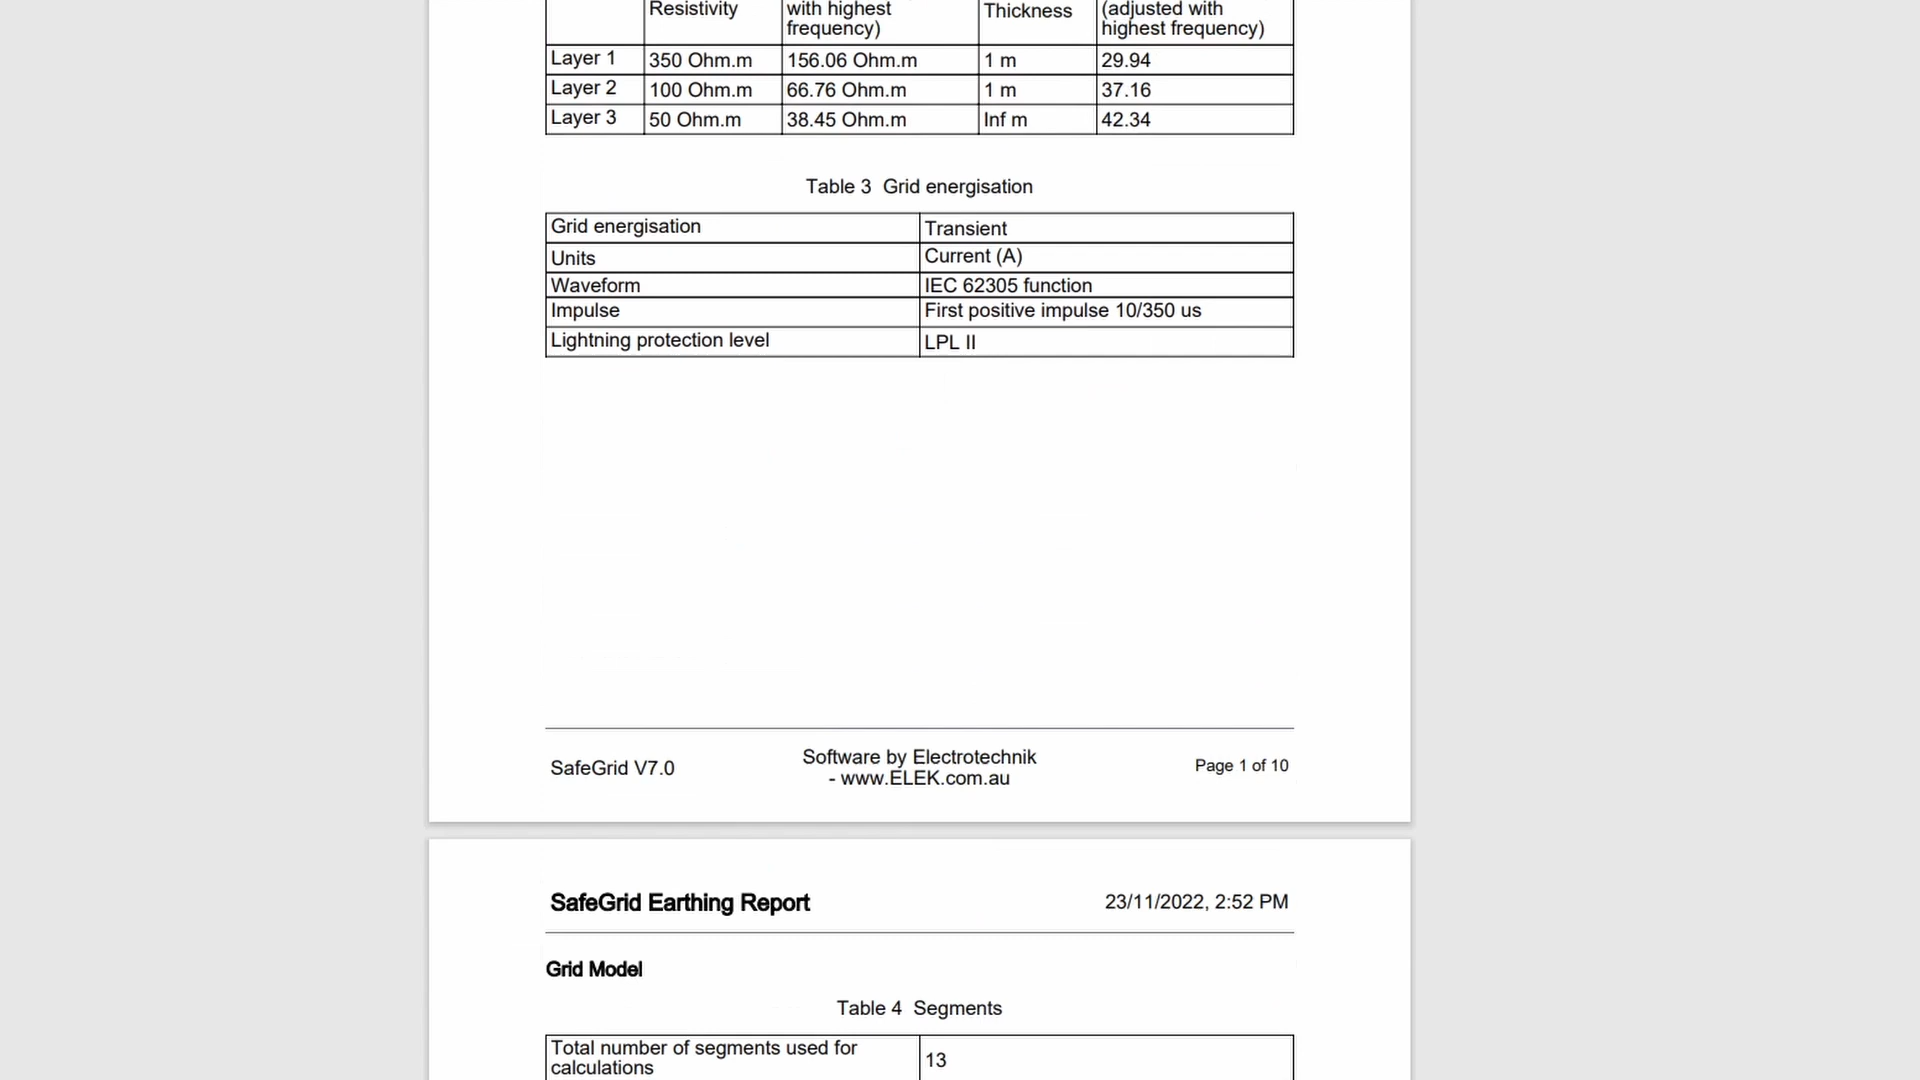 Resistivity with highest frequency) Thickness (adjusted with highest frequency)
Layer 1 350 Ohm.m 156.06 Ohm.m 1 m 29.94
Layer 2 100 Ohm.m 66.76 Ohm.m 1 m 37.16
Layer 3 50 Ohm.m 38.45 Ohm.m Inf m 42.34
Table 3 Grid energisation
Grid energisation Transient
Units Current (A)
Waveform IEC 62305 function
Impulse First positive impulse 10/350 us
Lightning protection level LPL II
SafeGrid V7.0
Software by Electrotechnik
- www.ELEK.com.au
Page 1 of 10
SafeGrid Earthing Report 23/11/2022, 2:52 PM
Grid Model
Table 4 Segments
Total number of segments used for
calculations
13